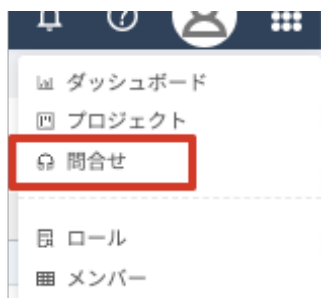 ダッシュボード
プロジェクト
問合せ
ロール
メンバー